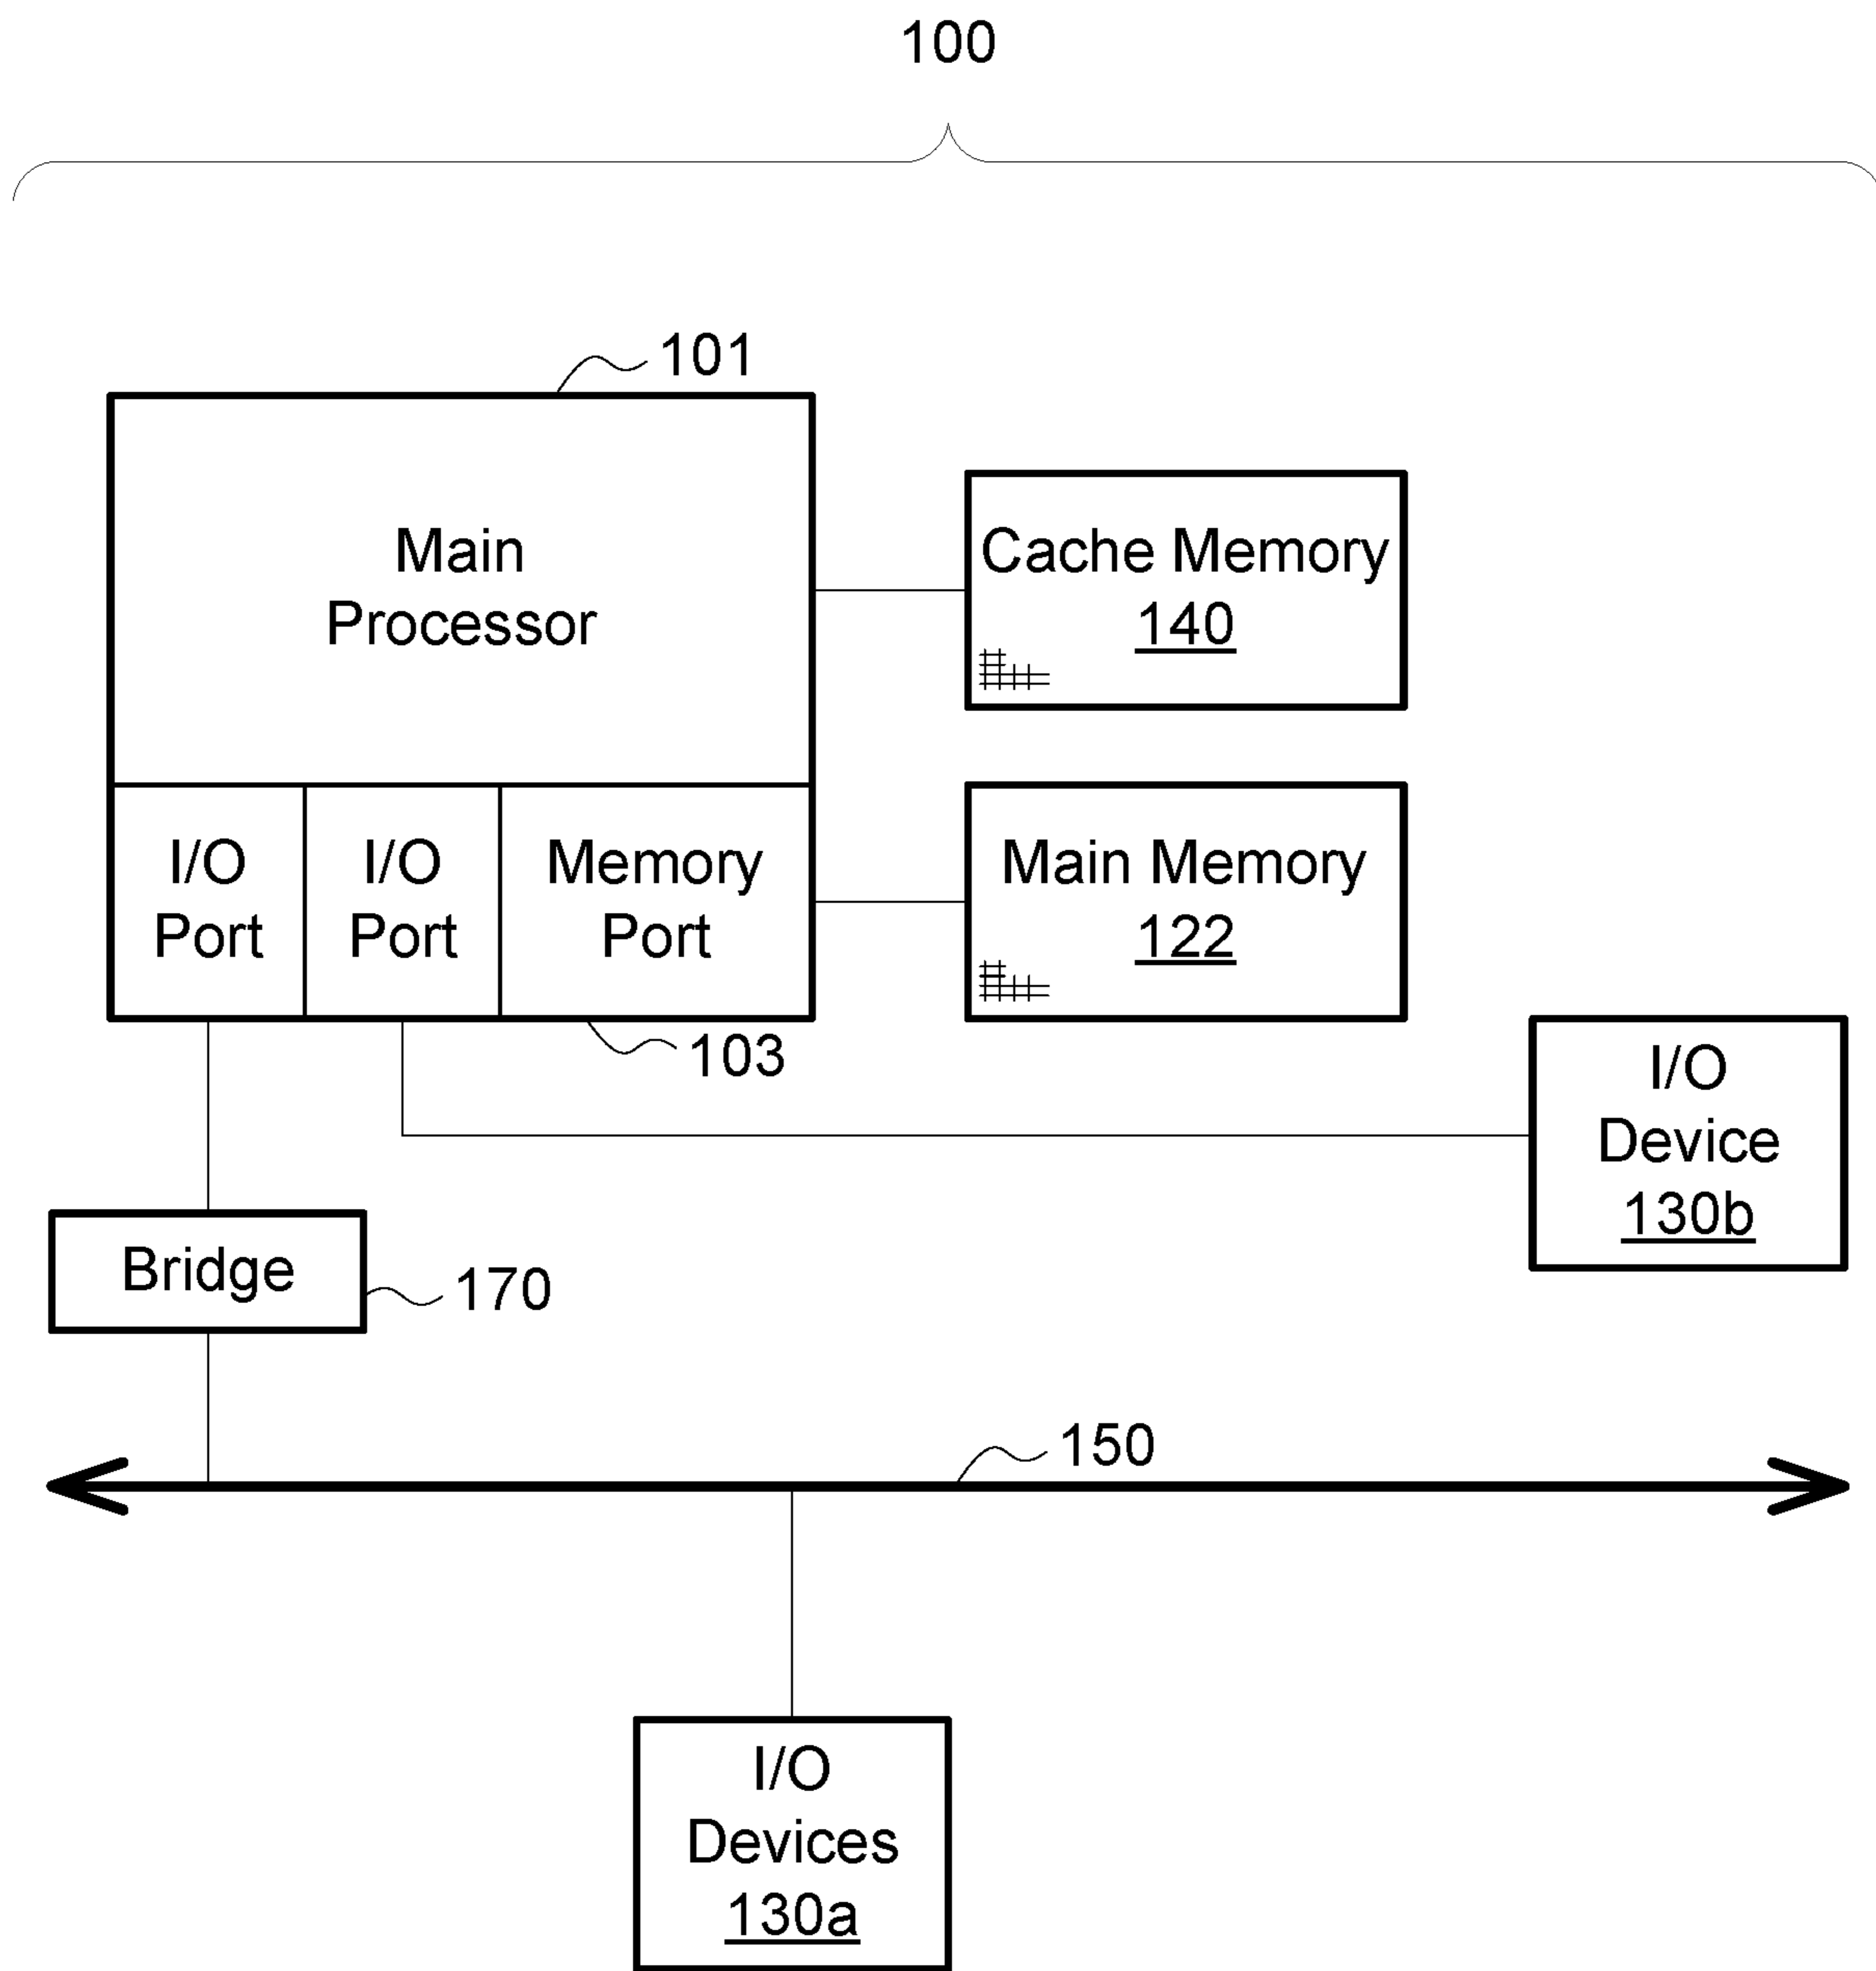 100
101
Main
Processor
Cache Memory
140
I/O
Port
I/O
Port
Memory
Port
Main Memory
122
103
I/O
Device
130b
Bridge
170
150
I/O
Devices
130a